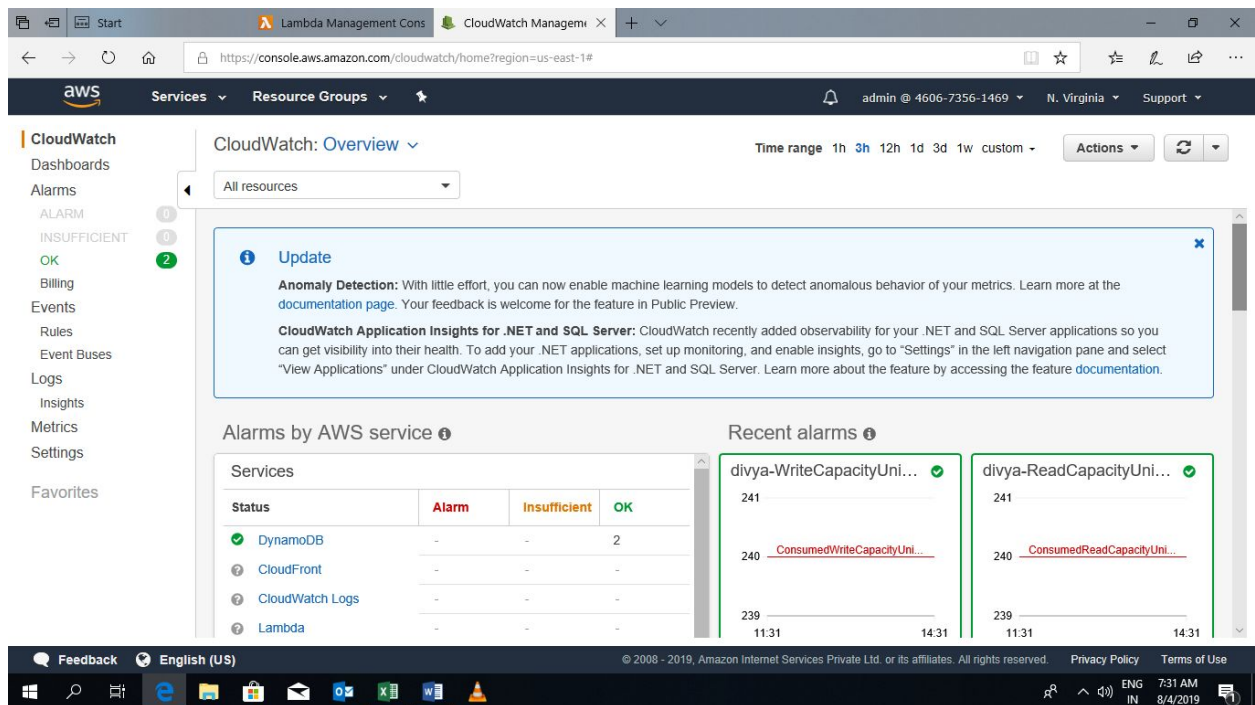 Start
Lambda Management Cons
CloudWatch Manageme
https://console.aws.amazon.com/cloudwatch/home?region=us-east-1#
aws
Services
Resource Groups
admin @ 4606-7356-1469
N. Virginia
Support
CloudWatch
Dashboards
Alarms
ALARM 0
INSUFFICIENT 0
OK 2
Billing
Events
Rules
Event Buses
Logs
Insights
Metrics
Settings
Favorites
CloudWatch: Overview
Time range 1h 3h 12h 1d 3d 1w custom
Actions
All resources
Update
Anomaly Detection: With little effort, you can now enable machine learning models to detect anomalous behavior of your metrics. Learn more at the
documentation page. Your feedback is welcome for the feature in Public Preview.
CloudWatch Application Insights for .NET and SQL Server: CloudWatch recently added observability for your .NET and SQL Server applications so you
can get visibility into their health. To add your .NET applications, set up monitoring, and enable insights, go to “Settings” in the left navigation pane and select
“View Applications” under CloudWatch Application Insights for .NET and SQL Server. Learn more about the feature by accessing the feature documentation.
Alarms by AWS service
Services
Status Alarm Insufficient OK
DynamoDB - - 2
CloudFront - - -
CloudWatch Logs - - -
Lambda - - -
Recent alarms
divya-WriteCapacityUni...
241
240 ConsumedWriteCapacityUni...
239
11:31 14:31
divya-ReadCapacityUni...
241
240 ConsumedReadCapacityUni...
239
11:31 14:31
Feedback
English (US)
© 2008 - 2019, Amazon Internet Services Private Ltd. or its affiliates. All rights reserved.
Privacy Policy
Terms of Use
ENG
IN
7:31 AM
8/4/2019